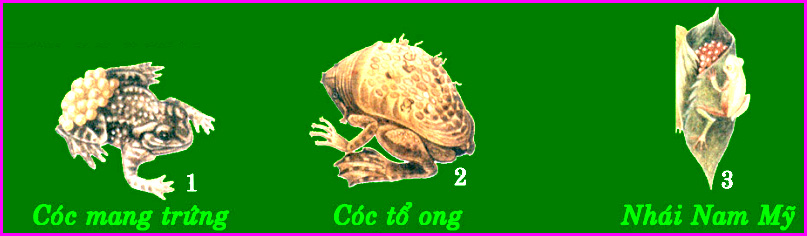 1
2
3
Cóc mang trứng
Cóc tổ ong
Nhái Nam Mỹ